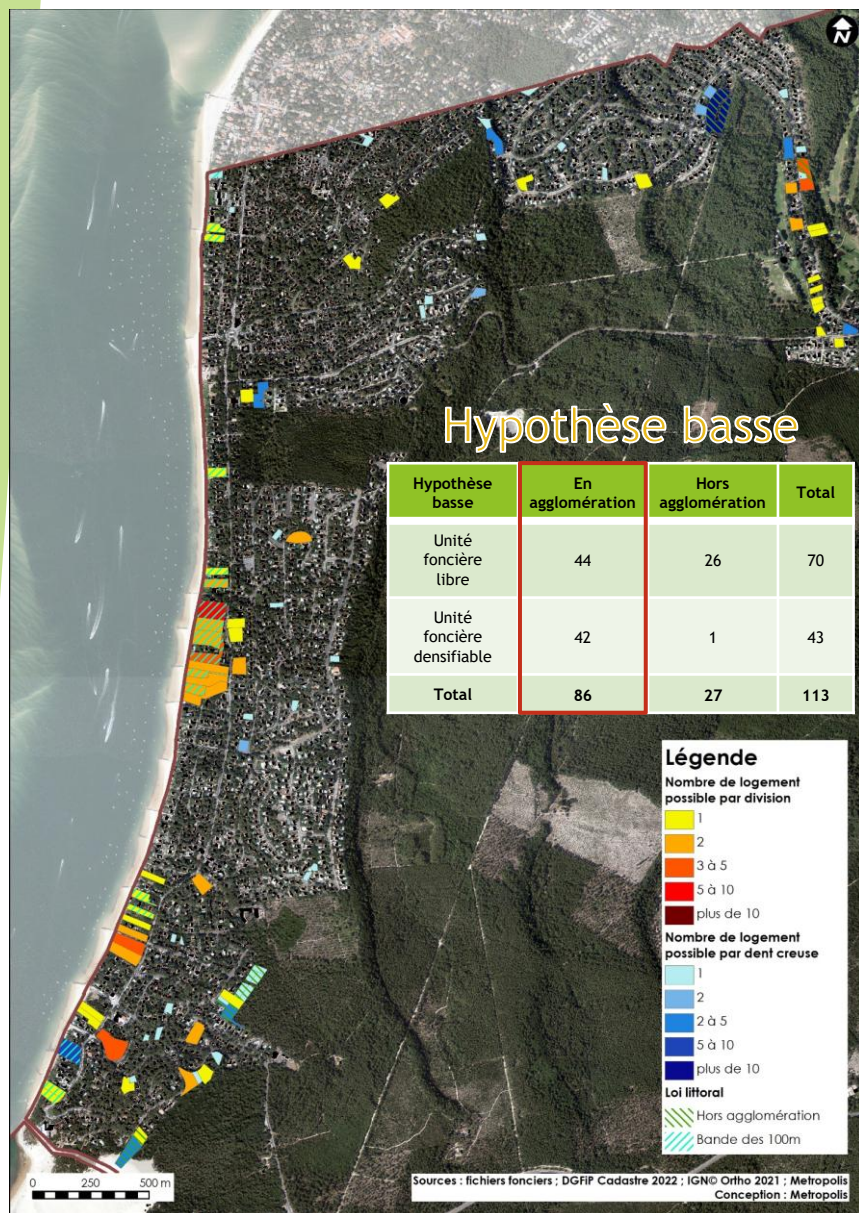 N
Hypothèse basse
Hypothèse basse En agglomération Hors agglomération Total
Unité foncière libre 44 26 70
Unité foncière densifiable 42 1 43
Total 86 27 113
Légende
Nombre de logement
possible par division
1
2
3 à 5
5 à 10
plus de 10
Nombre de logement
possible par dent creuse
1
2
2 à 5
5 à 10
plus de 10
Loi littoral
Hors agglomération
Bande des 100m
0 250 500 m
Sources : fichiers fonciers ; DGFiP Cadastre 2022 ; IGN© Ortho 2021 ; Metropolis
Conception : Metropolis